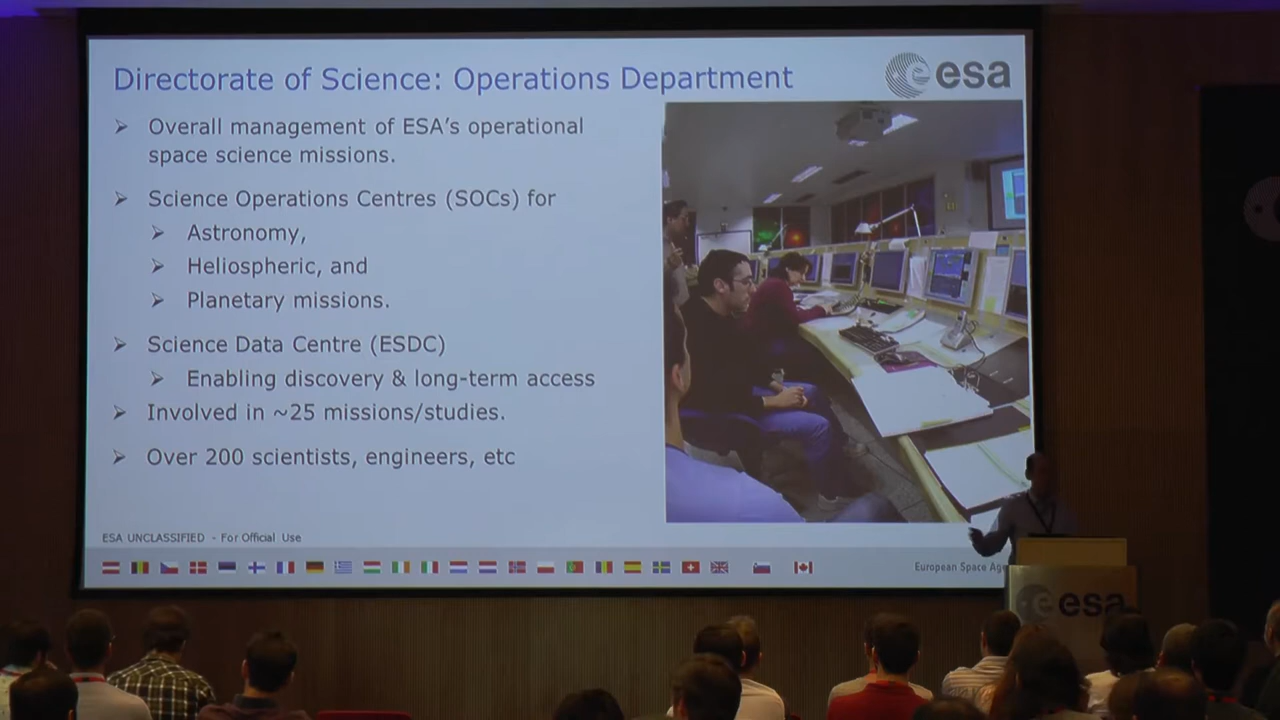 Directorate of Science: Operations Department
esa
➢ Overall management of ESA's operational
space science missions.
➢ Science Operations Centres (SOCs) for
➢ Astronomy,
➢ Heliospheric, and
➢ Planetary missions.
➢ Science Data Centre (ESDC)
➢ Enabling discovery & long-term access
➢ Involved in ~25 missions/studies.
➢ Over 200 scientists, engineers, etc
ESA UNCLASSIFIED - For Official Use
European Space
esa